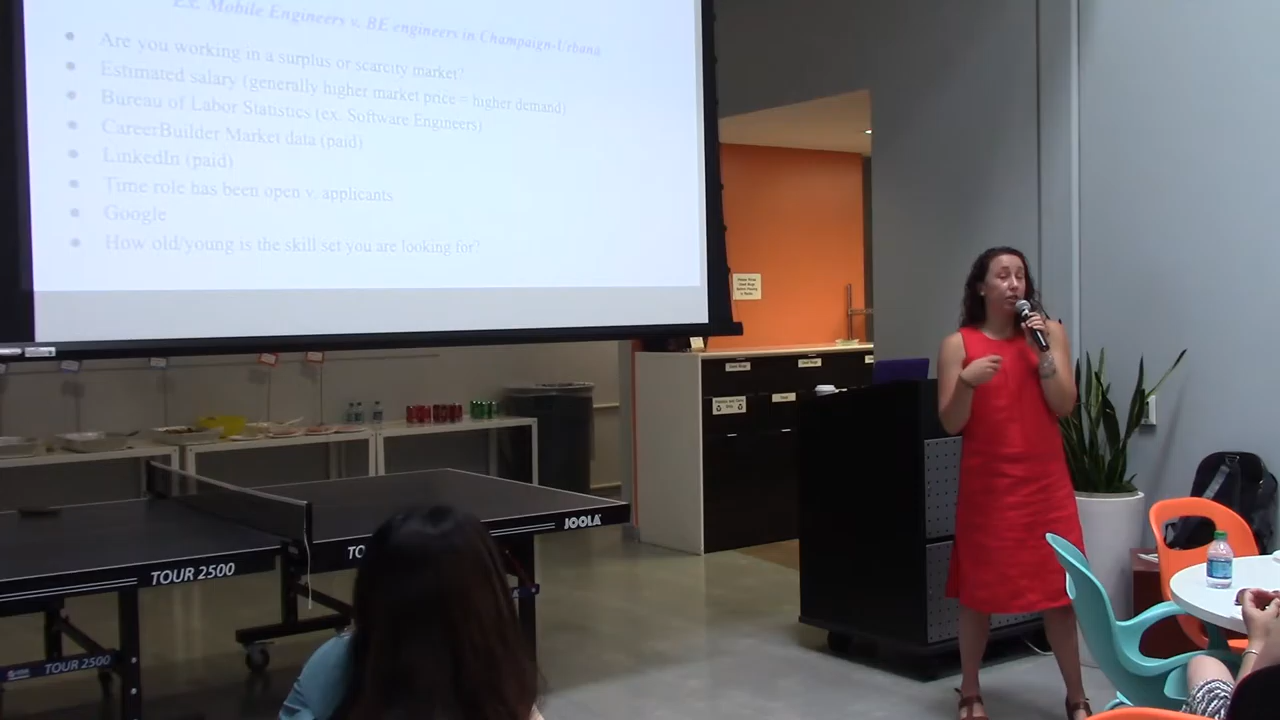 Ex. Mobile Engineers v. BE engineers in Champaign-Urbana
Are you working in a surplus or scarcity market?
Estimated salary (generally higher market price = higher demand)
Bureau of Labor Statistics (ex. Software Engineers)
CareerBuilder Market data (paid)
LinkedIn (paid)
Time role has been open v. applicants
Google
How old/young is the skill set you are looking for?
JOOLA
TOUR 2500
TO
TOUR 2500